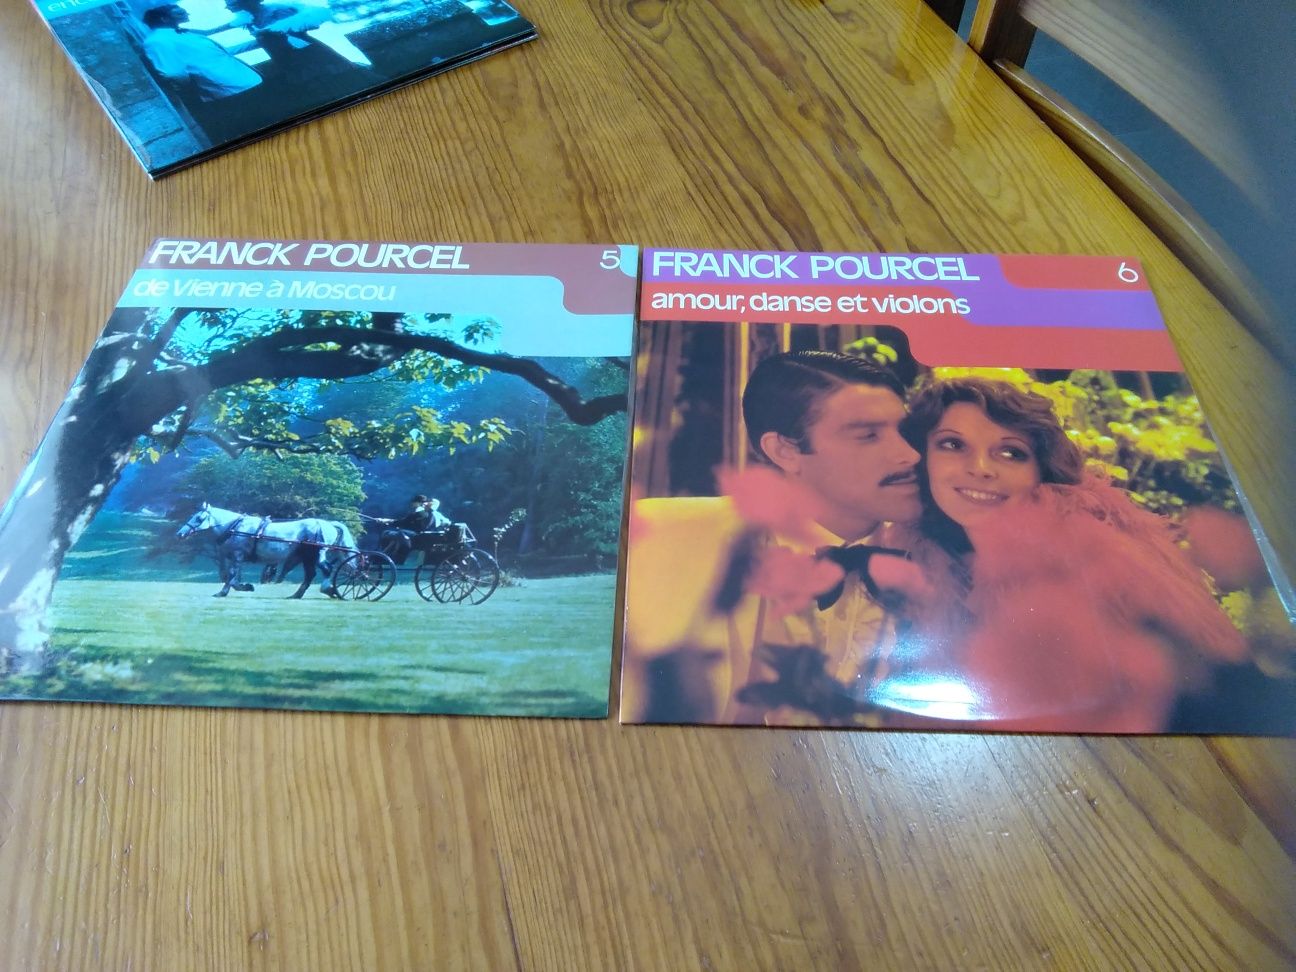 FRANCK POURCEL 5
de Vienne à Moscou
FRANCK POURCEL 6
amour, danse et violons